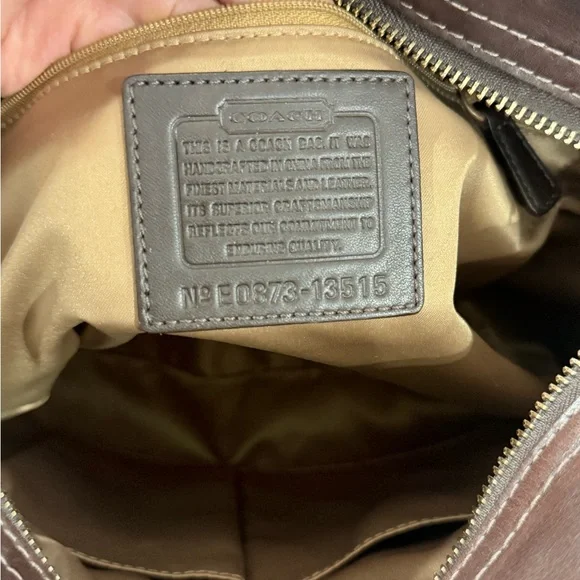 COACH
THIS IS A COACH BAG. IT WAS
HANDCRAFTED IN CHINA FROM THE
FINEST MATERIALS AND LEATHER.
ITS SUPERIOR CRAFTSMANSHIP
REFLECTS OUR COMMITMENT TO
ENDURING QUALITY.
Nº E0873-13515